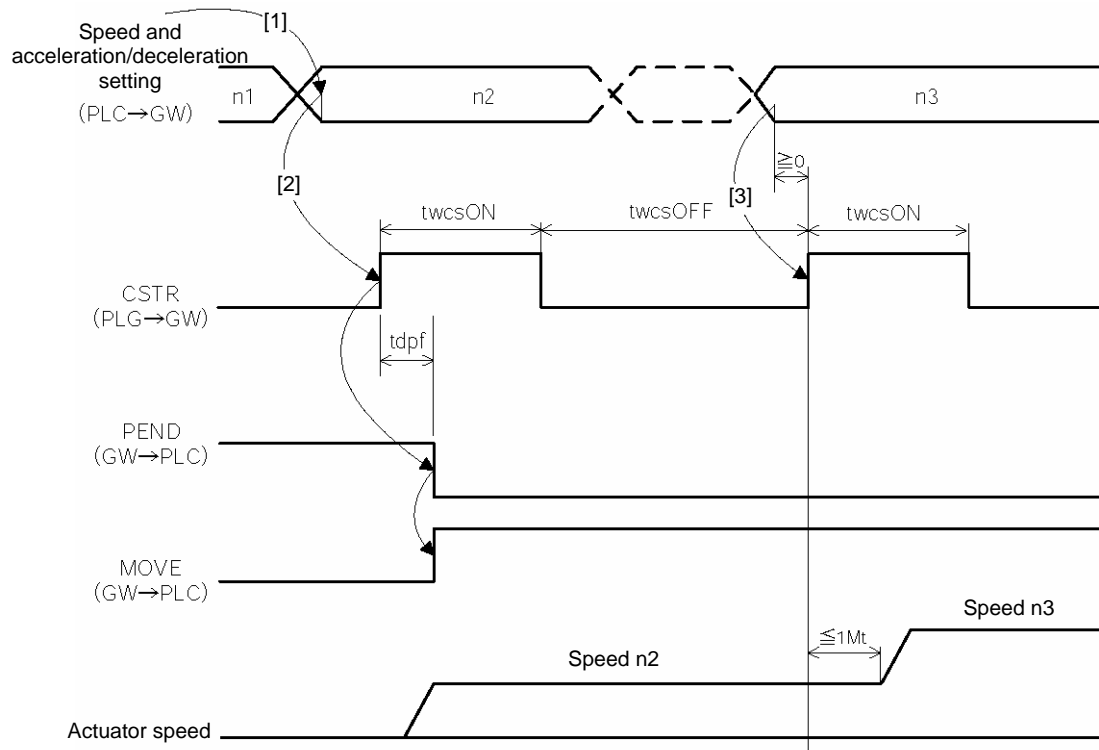 Speed and
acceleration/deceleration
setting
(PLC→GW)
[1]
n1
n2
n3
[2]
[3]
≧0
twcsON
twcsOFF
twcsON
CSTR
(PLG→GW)
tdpf
PEND
(GW→PLC)
MOVE
(GW→PLC)
Speed n3
≦1Mt
Speed n2
Actuator speed